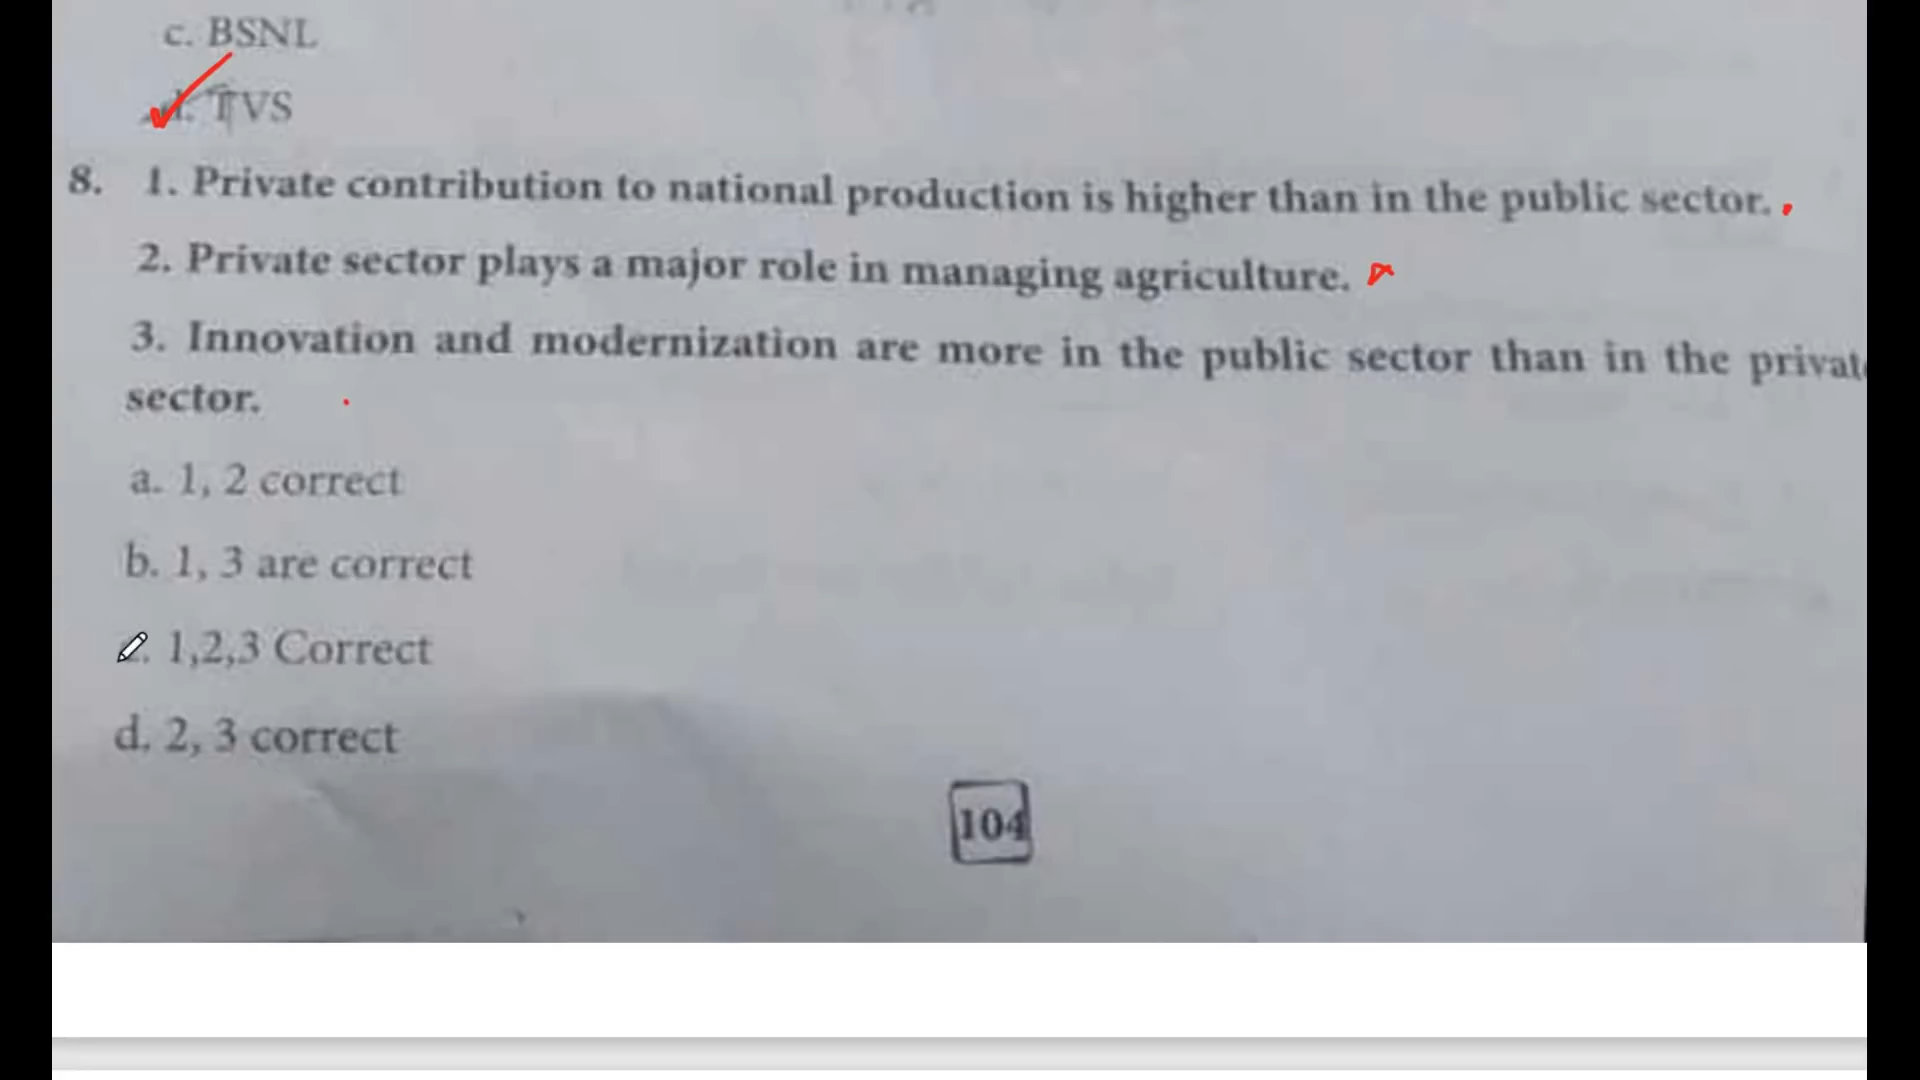 c. BSNL
d. TVS
8. 1. Private contribution to national production is higher than in the public sector.
2. Private sector plays a major role in managing agriculture.
3. Innovation and modernization are more in the public sector than in the privat
sector.
a. 1, 2 correct
b. 1, 3 are correct
1,2,3 Correct
d. 2, 3 correct
104